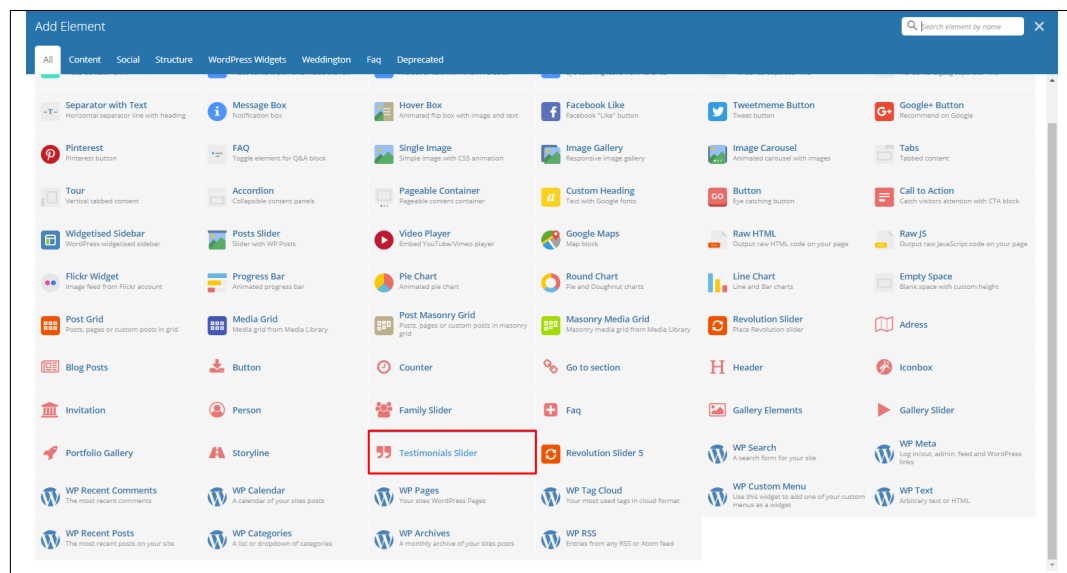 Add Element
Search element by name
All Content Social Structure WordPress Widgets Weddington Faq Deprecated
Separator with Text
Horizontal separator line with heading
Message Box
Notification box
Hover Box
Animated flip box with image and text
Facebook Like
Facebook "Like" button
Tweetmeme Button
Tweet button
Google+ Button
Recommend on Google
Pinterest
Pinterest button
FAQ
Toggle element for Q&A block
Single Image
Simple image with CSS animation
Image Gallery
Responsive image gallery
Image Carousel
Animated carousel with images
Tabs
Tabbed content
Tour
Vertical tabbed content
Accordion
Collapsible content panels
Pageable Container
Pageable content container
Custom Heading
Text with Google fonts
GO
Button
Eye catching button
Call to Action
Catch visitors attention with CTA block
Widgetised Sidebar
WordPress widgetised sidebar
Posts Slider
Slider with WP Posts
Video Player
Embed YouTube/Vimeo player
Google Maps
Map block
Raw HTML
Output raw HTML code on your page
Raw JS
Output raw JavaScript code on your page
Flickr Widget
Image feed from Flickr account
Progress Bar
Animated progress bar
Pie Chart
Animated pie chart
Round Chart
Pie and Doughnut charts
Line Chart
Line and Bar charts
Empty Space
Blank space with custom height
Post Grid
Posts, pages or custom posts in grid
Media Grid
Media grid from Media Library
Post Masonry Grid
Posts, pages or custom posts in masonry
grid
Masonry Media Grid
Masonry media grid from Media Library
Revolution Slider
Place Revolution slider
Adress
Blog Posts
Button
Counter
Go to section
H Header
Iconbox
Invitation
Person
Family Slider
Faq
Gallery Elements
Gallery Slider
Portfolio Gallery
Storyline
Testimonials Slider
Revolution Slider 5
WP Search
A search form for your site
WP Meta
Log in/out, admin, feed and WordPress
links
WP Recent Comments
The most recent comments
WP Calendar
A calendar of your sites posts
WP Pages
Your sites WordPress Pages
WP Tag Cloud
Your most used tags in cloud format
WP Custom Menu
Use this widget to add one of your custom
menus as a widget
WP Text
Arbitrary text or HTML
WP Recent Posts
The most recent posts on your site
WP Categories
A list or dropdown of categories
WP Archives
A monthly archive of your sites posts
WP RSS
Entries from any RSS or Atom feed